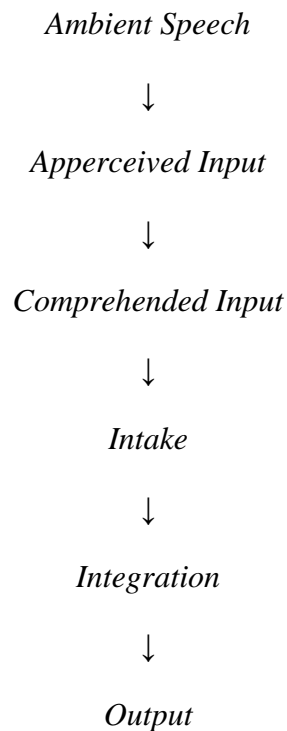 Ambient Speech
↓
Apperceived Input
↓
Comprehended Input
↓
Intake
↓
Integration
↓
Output